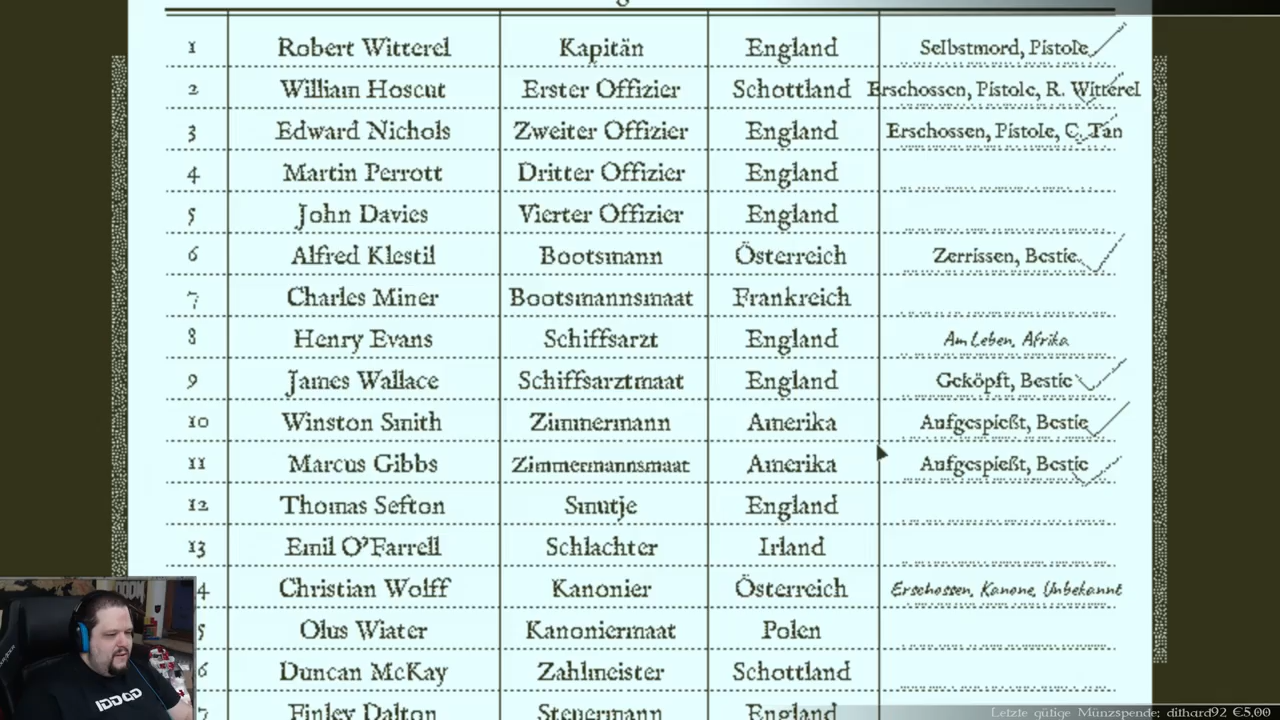 1 Robert Witterel Kapitän England Selbstmord, Pistole
2 William Hoscut Erster Offizier Schottland Erschossen, Pistole, R. Witterel
3 Edward Nichols Zweiter Offizier England Erschossen, Pistole, C. Tan
4 Martin Perrott Dritter Offizier England
5 John Davies Vierter Offizier England
6 Alfred Klestil Bootsmann Österreich Zerrissen, Bestie
7 Charles Miner Bootsmannsmaat Frankreich
8 Henry Evans Schiffsarzt England Am Leben, Afrika
9 James Wallace Schiffsarztmaat England Geköpft, Bestie
10 Winston Smith Zimmermann Amerika Aufgespießt, Bestie
11 Marcus Gibbs Zimmermannsmaat Amerika Aufgespießt, Bestie
12 Thomas Sefton Smutje England
13 Emil O'Farrell Schlachter Irland
4 Christian Wolff Kanonier Österreich Erschossen, Kanone, Unbekannt
5 Olus Wiater Kanoniermaat Polen
6 Duncan McKay Zahlmeister Schottland
7 Finley Dalton Steuermann England
IDDQD
Letzte gütige Münzspende: dithard92 €5,00